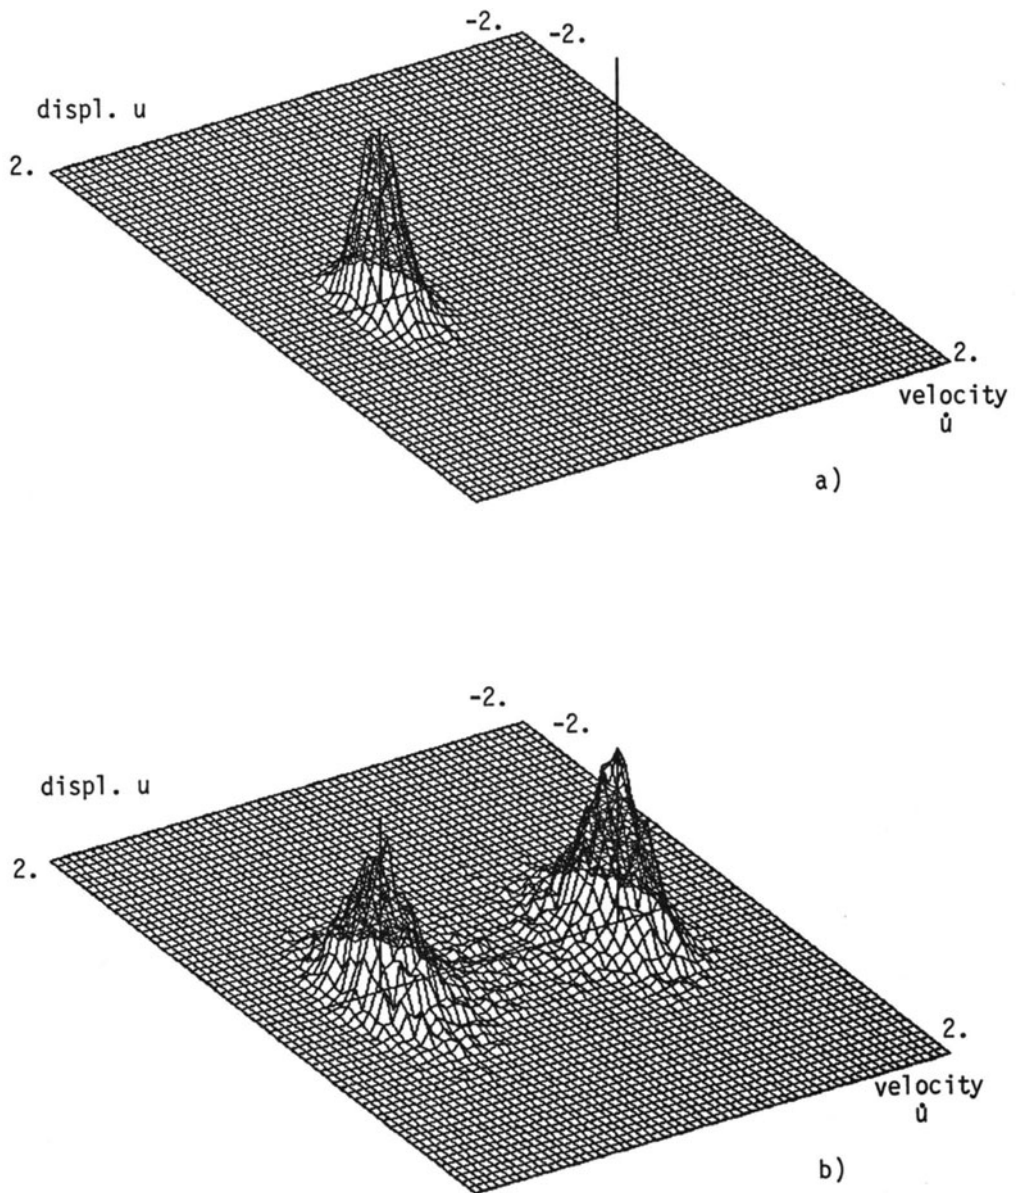 -2.
-2.
displ. u
2.
2.
velocity
u̇
a)
-2.
-2.
displ. u
2.
2.
velocity
u̇
b)